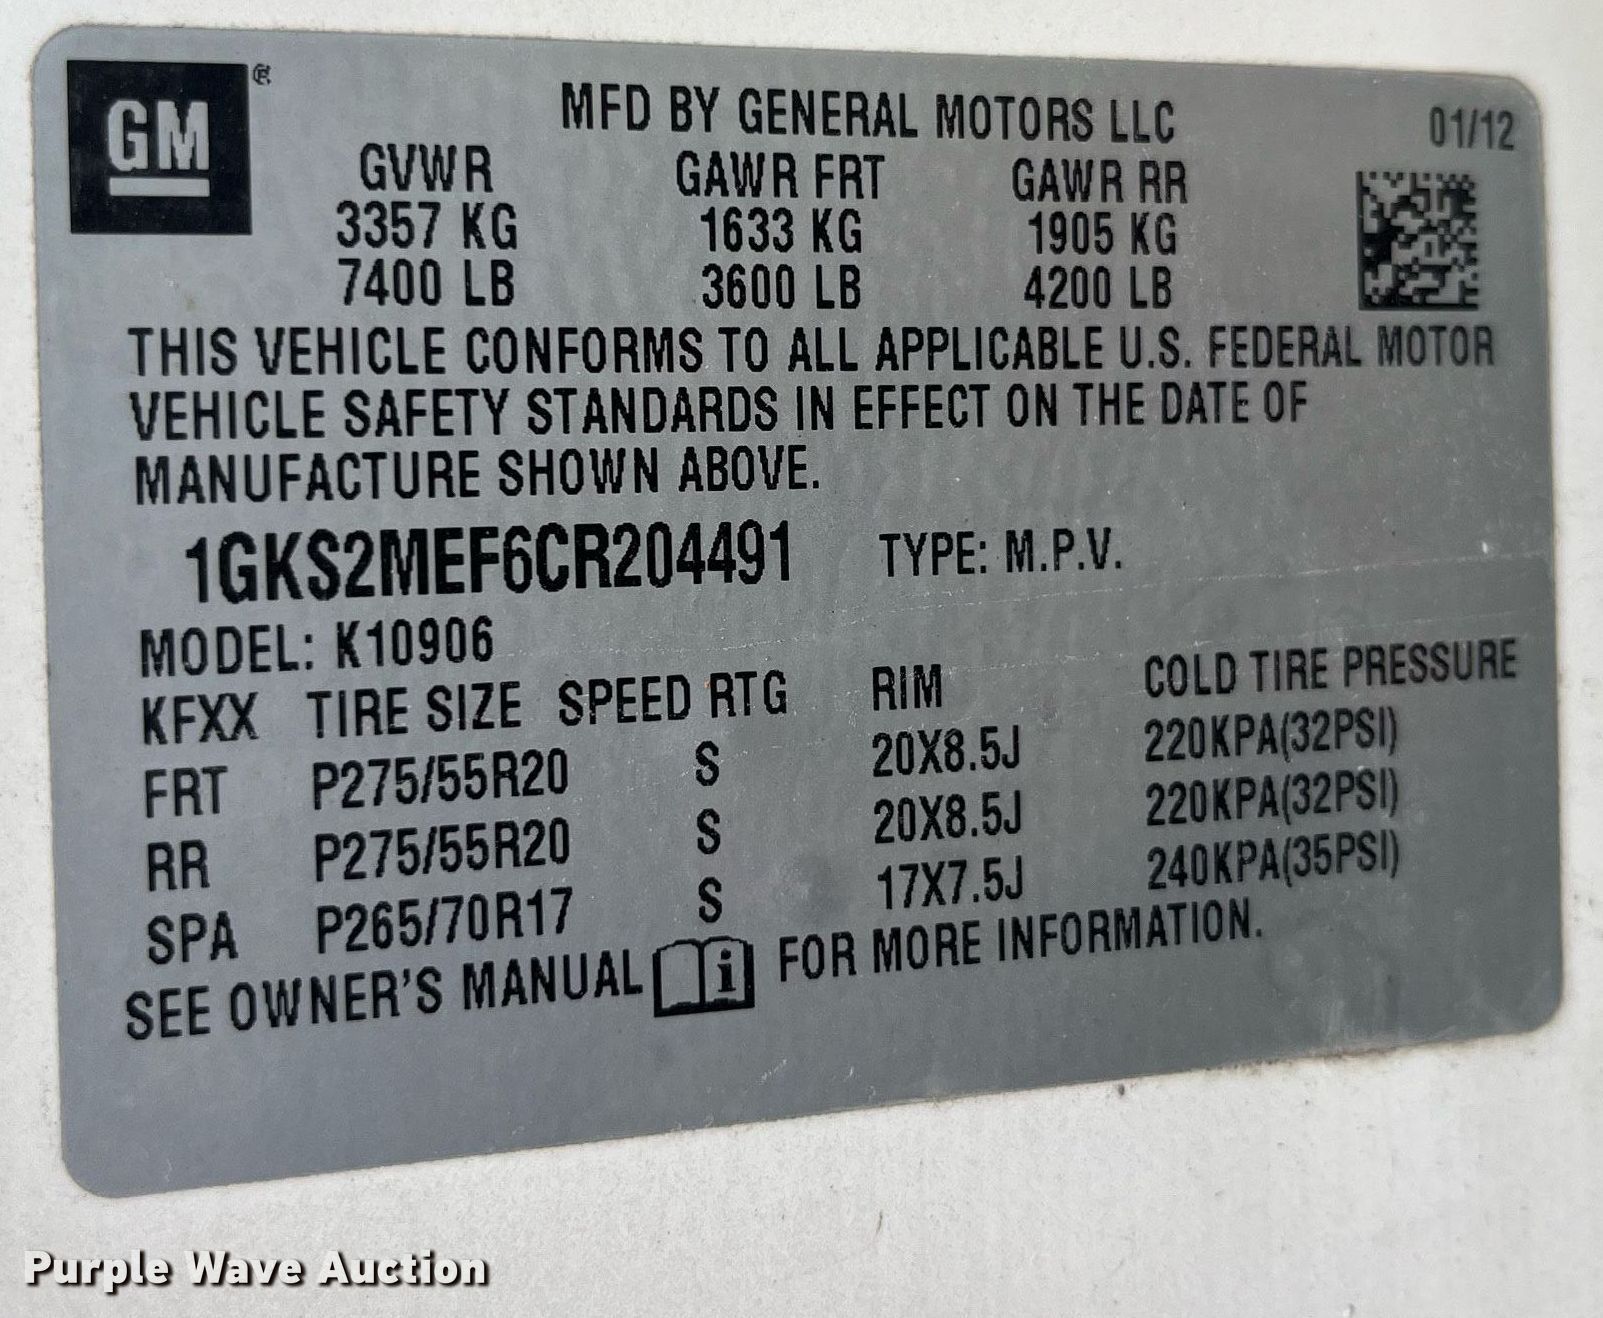 GM ®
MFD BY GENERAL MOTORS LLC 01/12
GVWR GAWR FRT GAWR RR
3357 KG 1633 KG 1905 KG
7400 LB 3600 LB 4200 LB
THIS VEHICLE CONFORMS TO ALL APPLICABLE U.S. FEDERAL MOTOR
VEHICLE SAFETY STANDARDS IN EFFECT ON THE DATE OF
MANUFACTURE SHOWN ABOVE.
1GKS2MEF6CR204491 TYPE: M.P.V.
MODEL: K10906
KFXX TIRE SIZE SPEED RTG RIM COLD TIRE PRESSURE
FRT P275/55R20 S 20X8.5J 220KPA(32PSI)
RR P275/55R20 S 20X8.5J 220KPA(32PSI)
SPA P265/70R17 S 17X7.5J 240KPA(35PSI)
SEE OWNER'S MANUAL i FOR MORE INFORMATION.
Purple Wave Auction